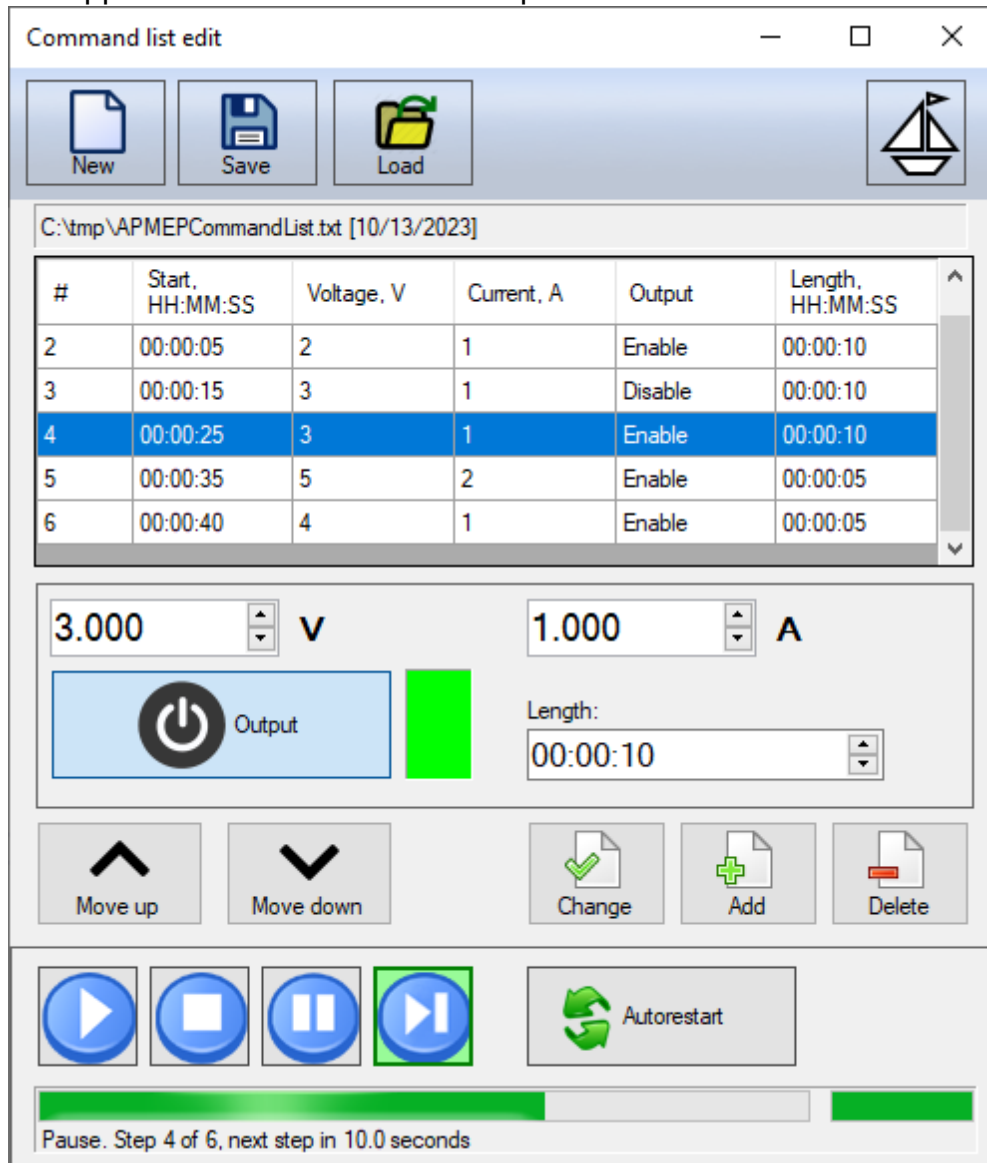 Command list edit
New Save Load
C:\tmp\APMEPCommandList.txt [10/13/2023]
# Start, HH:MM:SS Voltage, V Current, A Output Length, HH:MM:SS
2 00:00:05 2 1 Enable 00:00:10
3 00:00:15 3 1 Disable 00:00:10
4 00:00:25 3 1 Enable 00:00:10
5 00:00:35 5 2 Enable 00:00:05
6 00:00:40 4 1 Enable 00:00:05
3.000 V 1.000 A
Output
Length:
00:00:10
Move up Move down Change Add Delete
Autorestart
Pause. Step 4 of 6, next step in 10.0 seconds